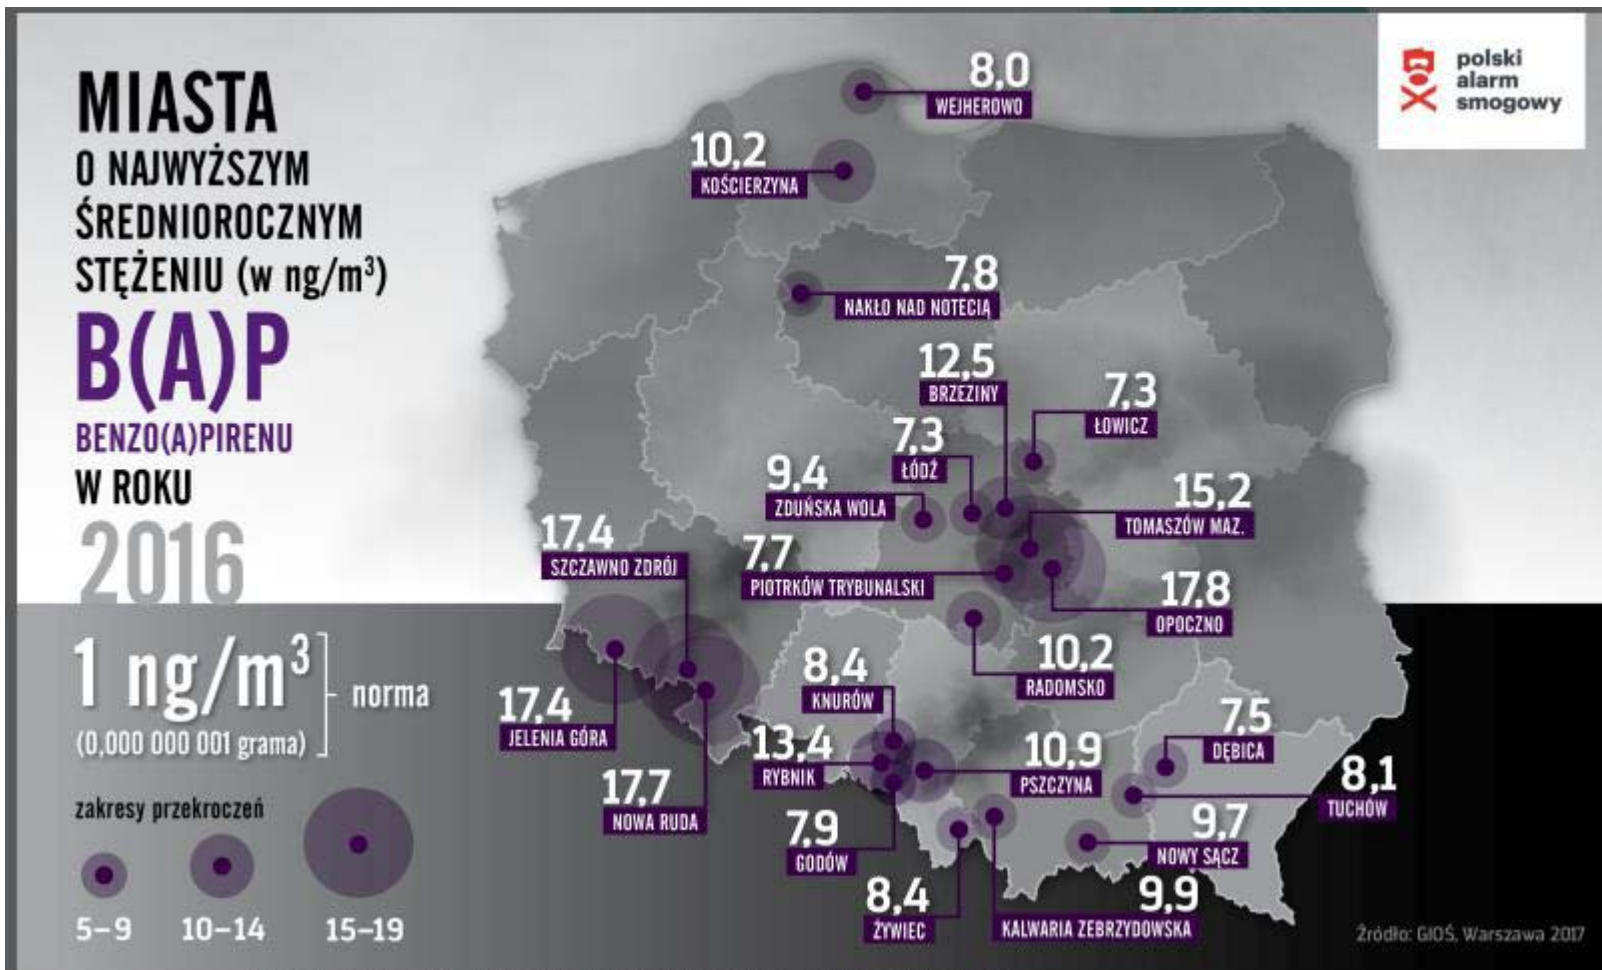 MIASTA
O NAJWYŻSZYM
ŚREDNIOROCZNYM
STĘŻENIU (w ng/m³)
B(A)P
BENZO(A)PIRENU
W ROKU
2016
1 ng/m³
norma
(0,000 000 001 grama)
zakresy przekroczeń
5–9
10–14
15–19
polski
alarm
smogowy
8,0
WEJHEROWO
10,2
KOŚCIERZYNA
7,8
NAKŁO NAD NOTECIĄ
12,5
BRZEZINY
7,3
ŁOWICZ
7,3
ŁÓDŹ
9,4
ZDUŃSKA WOLA
15,2
TOMASZÓW MAZ.
17,4
SZCZAWNO ZDRÓJ
7,7
PIOTRKÓW TRYBUNALSKI
17,8
OPOCZNO
10,2
RADOMSKO
8,4
KNURÓW
17,4
JELENIA GÓRA
13,4
RYBNIK
10,9
PSZCZYNA
7,5
DĘBICA
8,1
TUCHÓW
17,7
NOWA RUDA
7,9
GODÓW
9,7
NOWY SĄCZ
8,4
ŻYWIEC
9,9
KALWARIA ZEBRZYDOWSKA
Źródło: GIOŚ, Warszawa 2017